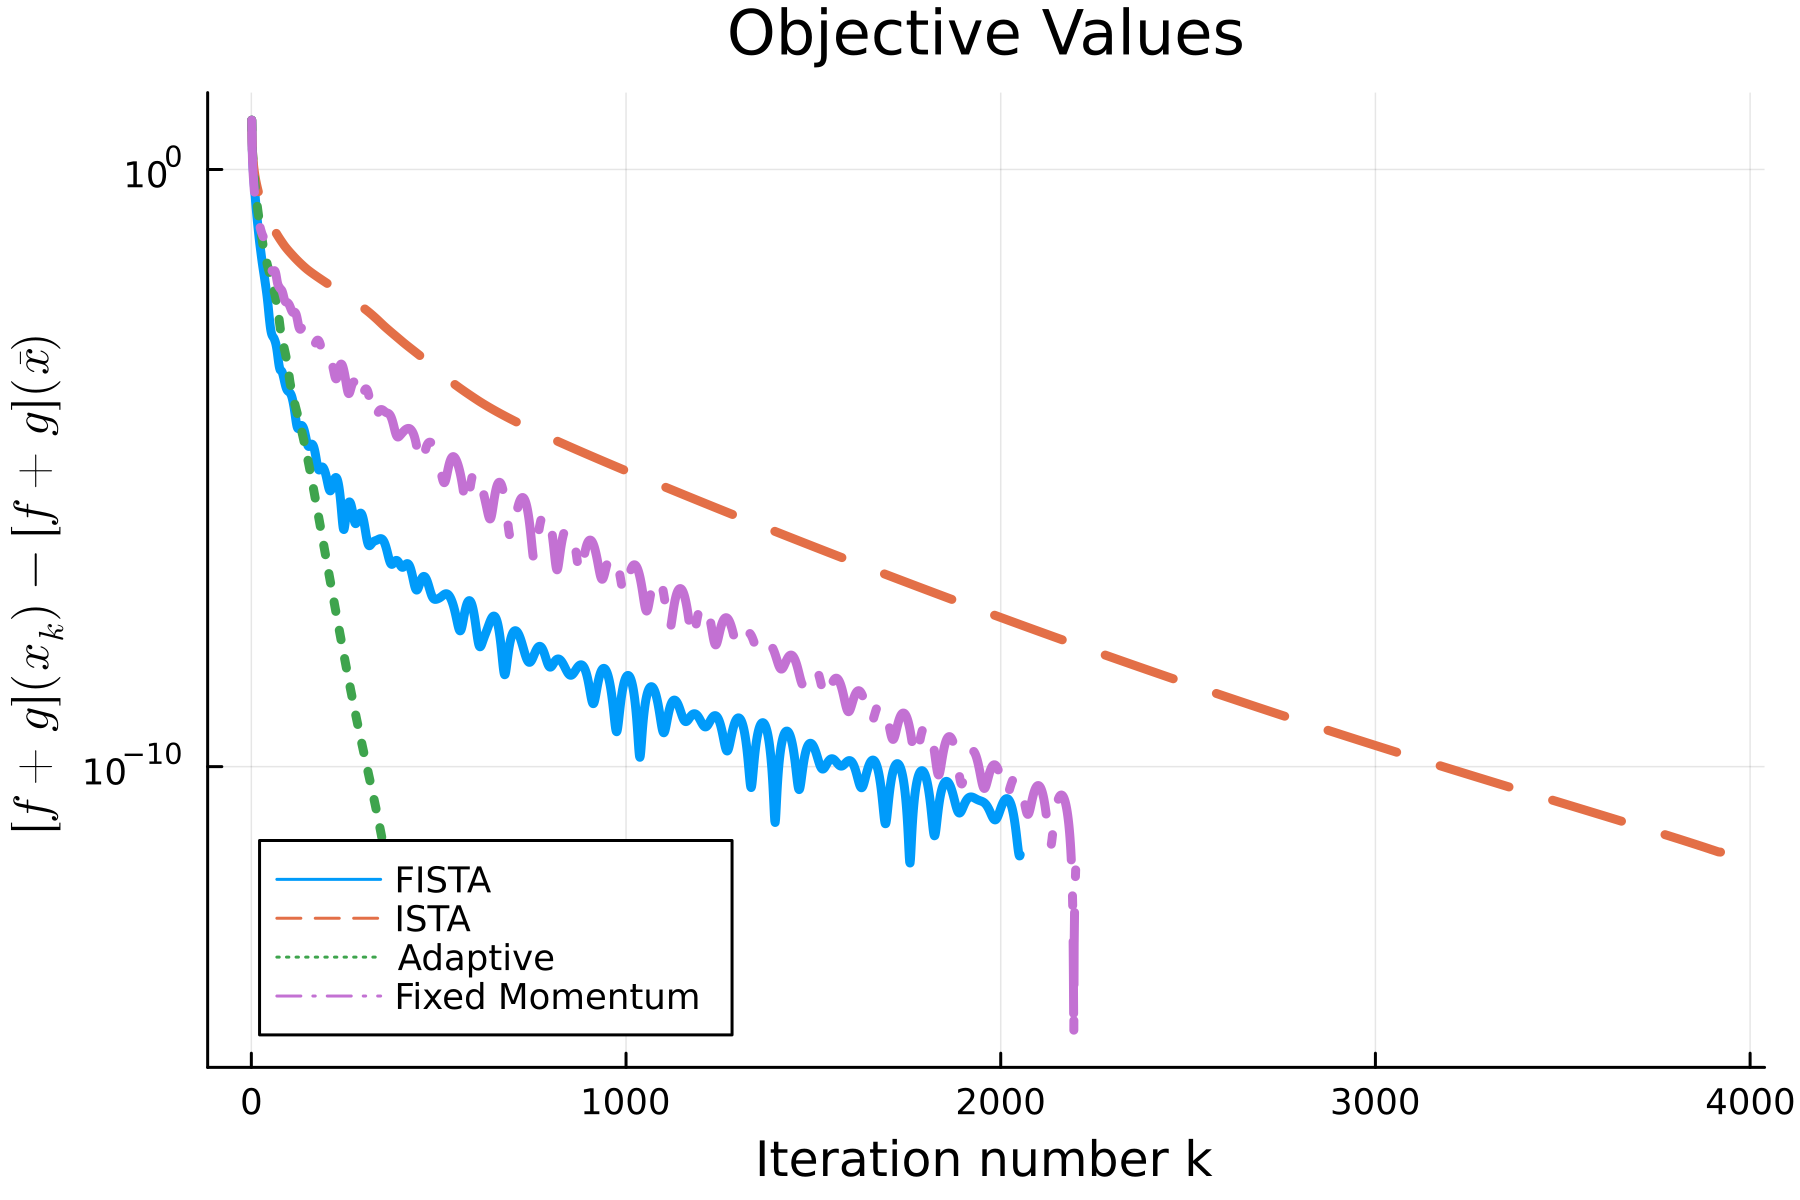 Objective Values
[f + g](x_k) − [f + g](x̄)
10^0
10^−10
FISTA
ISTA
Adaptive
Fixed Momentum
0 1000 2000 3000 4000
Iteration number k